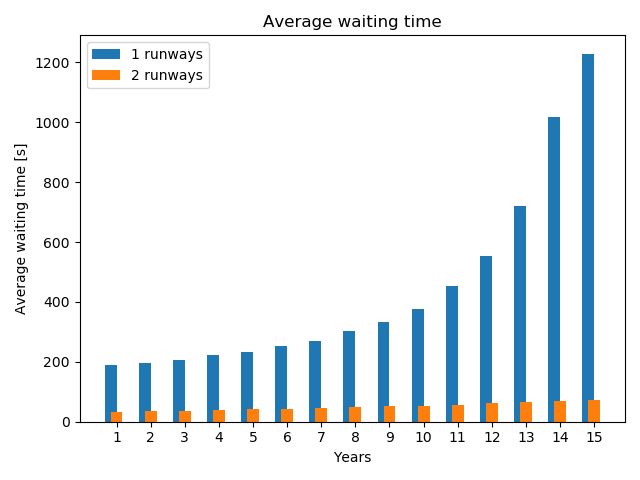 Average waiting time
1 runways
2 runways
1200
1000
800
600
400
200
0
Average waiting time [s]
1 2 3 4 5 6 7 8 9 10 11 12 13 14 15
Years